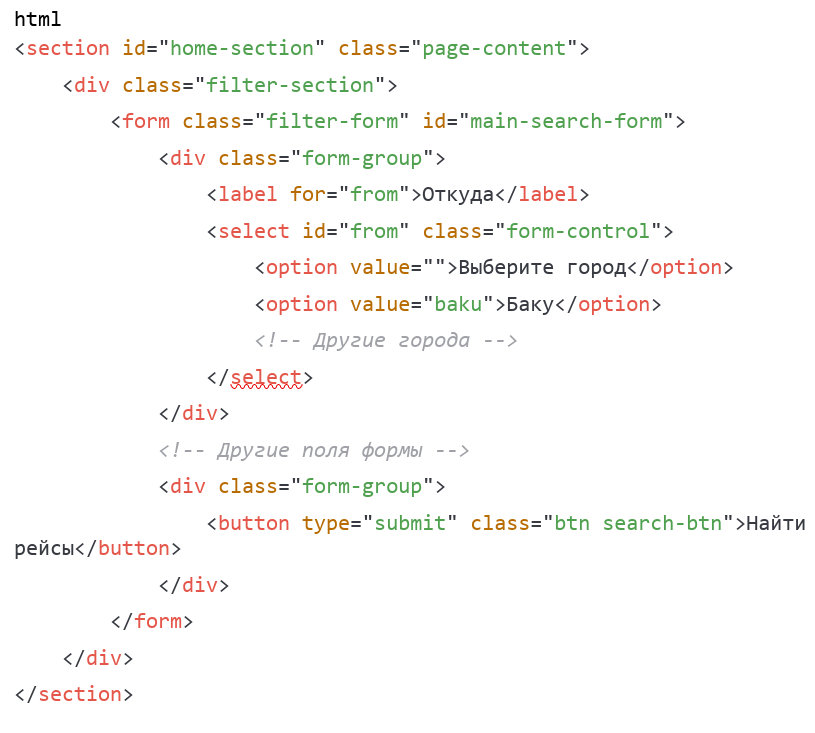 html
<section id="home-section" class="page-content">
    <div class="filter-section">
        <form class="filter-form" id="main-search-form">
            <div class="form-group">
                <label for="from">Откуда</label>
                <select id="from" class="form-control">
                    <option value="">Выберите город</option>
                    <option value="baku">Баку</option>
                    <!-- Другие города -->
                </select>
            </div>
            <!-- Другие поля формы -->
            <div class="form-group">
                <button type="submit" class="btn search-btn">Найти
рейсы</button>
            </div>
        </form>
    </div>
</section>